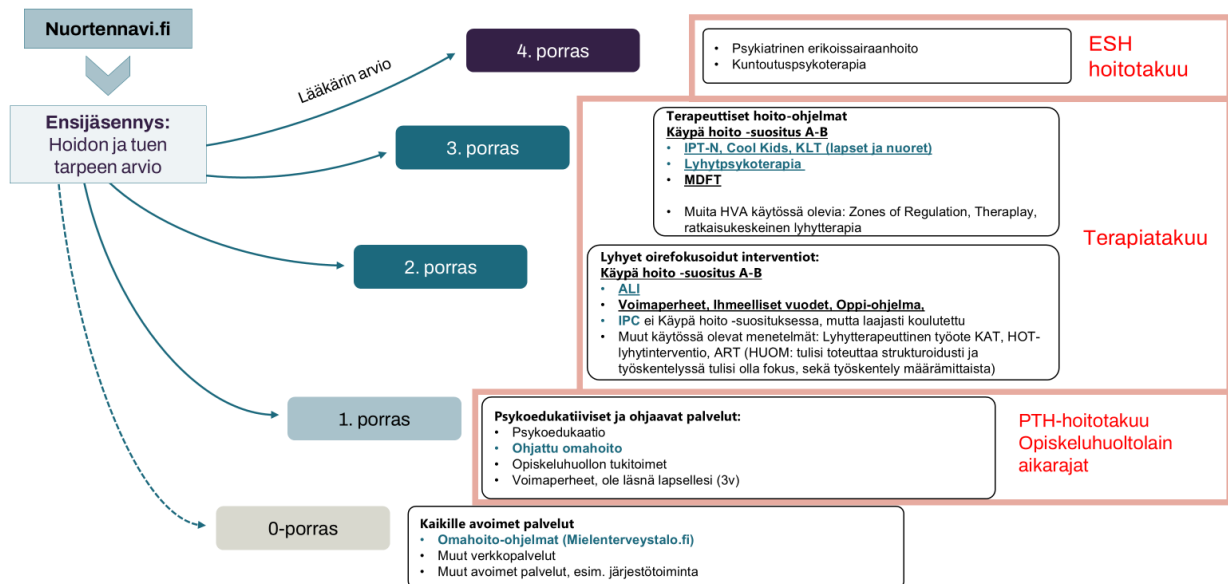 Nuortennavi.fi
Ensijäsennys:
Hoidon ja tuen
tarpeen arvio
Lääkärin arvio
4. porras
• Psykiatrinen erikoissairaanhoito
• Kuntoutuspsykoterapia
ESH
hoitotakuu
3. porras
Terapeuttiset hoito-ohjelmat
Käypä hoito -suositus A-B
• IPT-N, Cool Kids, KLT (lapset ja nuoret)
• Lyhytpsykoterapia
• MDFT
• Muita HVA käytössä olevia: Zones of Regulation, Theraplay,
ratkaisukeskeinen lyhytterapia
Terapiatakuu
2. porras
Lyhyet oirefokusoidut interventiot:
Käypä hoito -suositus A-B
• ALI
• Voimaperheet, Ihmeelliset vuodet, Oppi-ohjelma,
• IPC ei Käypä hoito -suosituksessa, mutta laajasti koulutettu
• Muut käytössä olevat menetelmät: Lyhytterapeuttinen työote KAT, HOT-
lyhytinterventio, ART (HUOM: tulisi toteuttaa strukturoidusti ja
työskentelyssä tulisi olla fokus, sekä työskentely määrämittaista)
1. porras
Psykoedukatiiviset ja ohjaavat palvelut:
• Psykoedukaatio
• Ohjattu omahoito
• Opiskeluhuollon tukitoimet
• Voimaperheet, ole läsnä lapsellesi (3v)
PTH-hoitotakuu
Opiskeluhuoltolain
aikarajat
0-porras
Kaikille avoimet palvelut
• Omahoito-ohjelmat (Mielenterveystalo.fi)
• Muut verkkopalvelut
• Muut avoimet palvelut, esim. järjestötoiminta